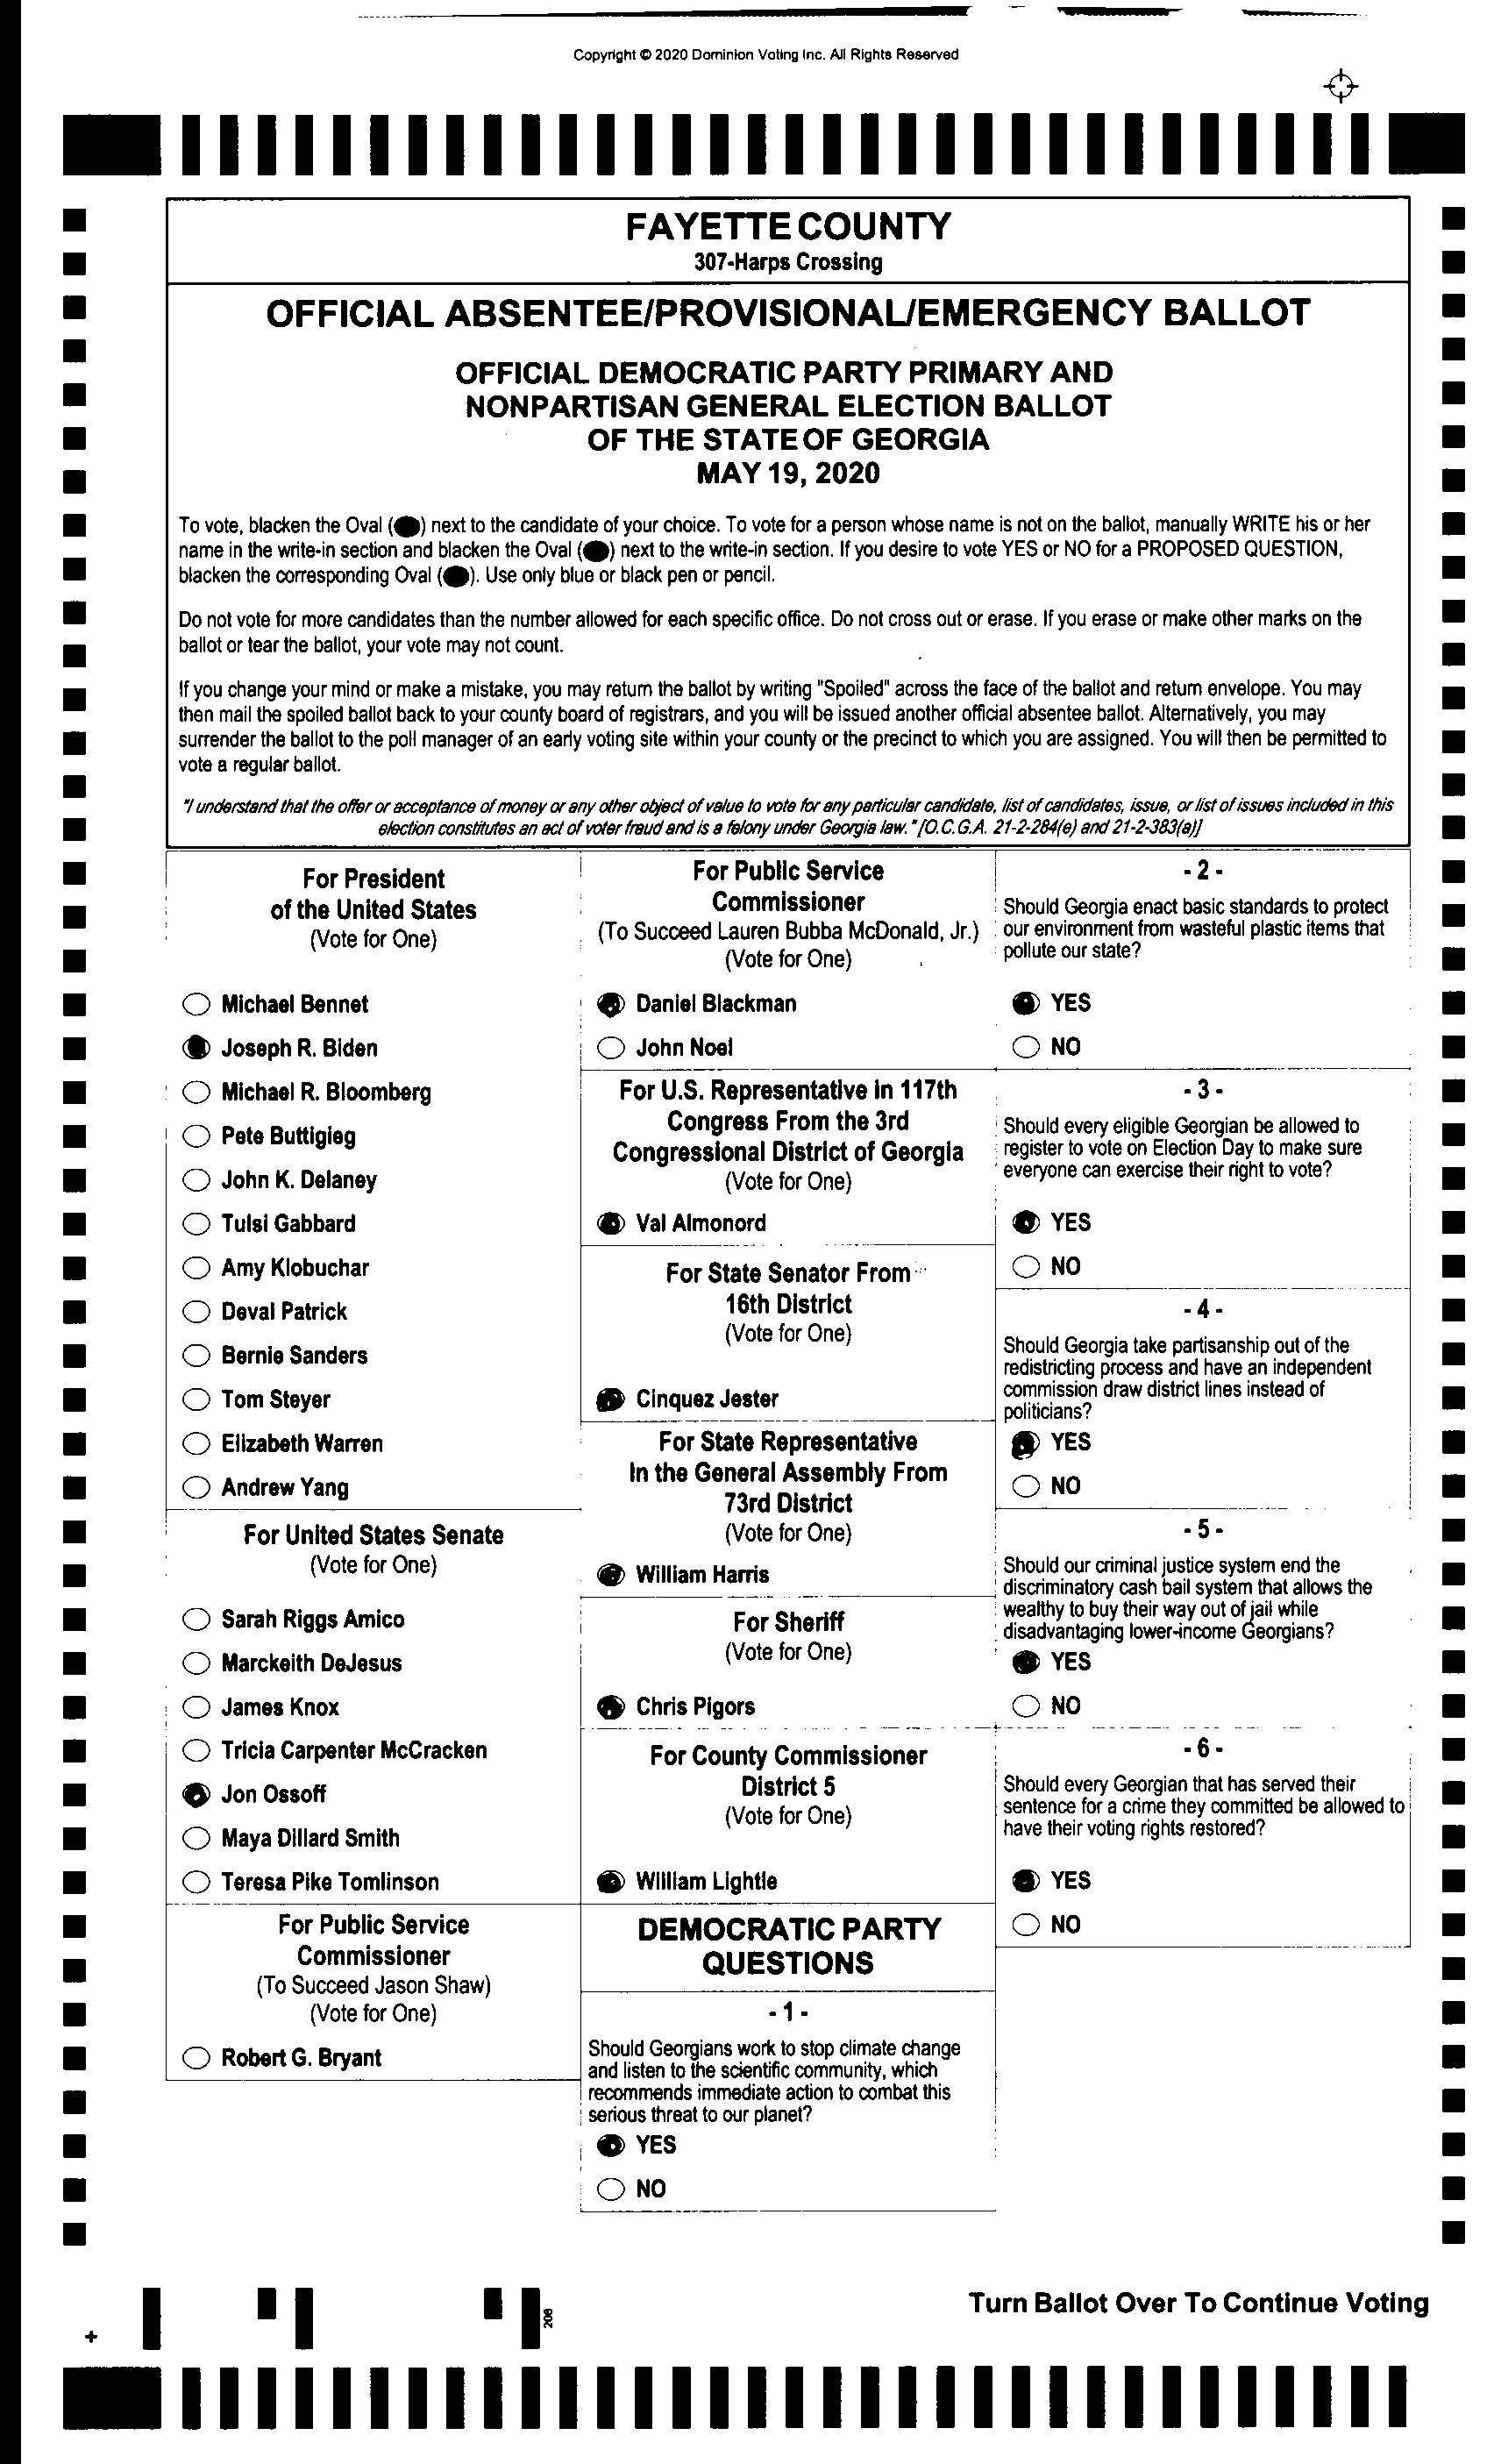 Copyright © 2020 Dominion Voting Inc. All Rights Reserved
FAYETTE COUNTY
307-Harps Crossing
OFFICIAL ABSENTEE/PROVISIONAL/EMERGENCY BALLOT
OFFICIAL DEMOCRATIC PARTY PRIMARY AND
NONPARTISAN GENERAL ELECTION BALLOT
OF THE STATE OF GEORGIA
MAY 19, 2020
To vote, blacken the Oval (⬬) next to the candidate of your choice. To vote for a person whose name is not on the ballot, manually WRITE his or her
name in the write-in section and blacken the Oval (⬬) next to the write-in section. If you desire to vote YES or NO for a PROPOSED QUESTION,
blacken the corresponding Oval (⬬). Use only blue or black pen or pencil.
Do not vote for more candidates than the number allowed for each specific office. Do not cross out or erase. If you erase or make other marks on the
ballot or tear the ballot, your vote may not count.
If you change your mind or make a mistake, you may return the ballot by writing "Spoiled" across the face of the ballot and return envelope. You may
then mail the spoiled ballot back to your county board of registrars, and you will be issued another official absentee ballot. Alternatively, you may
surrender the ballot to the poll manager of an early voting site within your county or the precinct to which you are assigned. You will then be permitted to
vote a regular ballot.
"I understand that the offer or acceptance of money or any other object of value to vote for any particular candidate, list of candidates, issue, or list of issues included in this
election constitutes an act of voter fraud and is a felony under Georgia law." [O.C.G.A. 21-2-284(e) and 21-2-383(a)]
For President
of the United States
(Vote for One)
Michael Bennet
Joseph R. Biden
Michael R. Bloomberg
Pete Buttigieg
John K. Delaney
Tulsi Gabbard
Amy Klobuchar
Deval Patrick
Bernie Sanders
Tom Steyer
Elizabeth Warren
Andrew Yang
For United States Senate
(Vote for One)
Sarah Riggs Amico
Marckeith DeJesus
James Knox
Tricia Carpenter McCracken
Jon Ossoff
Maya Dillard Smith
Teresa Pike Tomlinson
For Public Service
Commissioner
(To Succeed Jason Shaw)
(Vote for One)
Robert G. Bryant
For Public Service
Commissioner
(To Succeed Lauren Bubba McDonald, Jr.)
(Vote for One)
Daniel Blackman
John Noel
For U.S. Representative in 117th
Congress From the 3rd
Congressional District of Georgia
(Vote for One)
Val Almonord
For State Senator From
16th District
(Vote for One)
Cinquez Jester
For State Representative
In the General Assembly From
73rd District
(Vote for One)
William Harris
For Sheriff
(Vote for One)
Chris Pigors
For County Commissioner
District 5
(Vote for One)
William Lightle
DEMOCRATIC PARTY
QUESTIONS
- 1 -
Should Georgians work to stop climate change
and listen to the scientific community, which
recommends immediate action to combat this
serious threat to our planet?
YES
NO
- 2 -
Should Georgia enact basic standards to protect
our environment from wasteful plastic items that
pollute our state?
YES
NO
- 3 -
Should every eligible Georgian be allowed to
register to vote on Election Day to make sure
everyone can exercise their right to vote?
YES
NO
- 4 -
Should Georgia take partisanship out of the
redistricting process and have an independent
commission draw district lines instead of
politicians?
YES
NO
- 5 -
Should our criminal justice system end the
discriminatory cash bail system that allows the
wealthy to buy their way out of jail while
disadvantaging lower-income Georgians?
YES
NO
- 6 -
Should every Georgian that has served their
sentence for a crime they committed be allowed to
have their voting rights restored?
YES
NO
Turn Ballot Over To Continue Voting
208
+